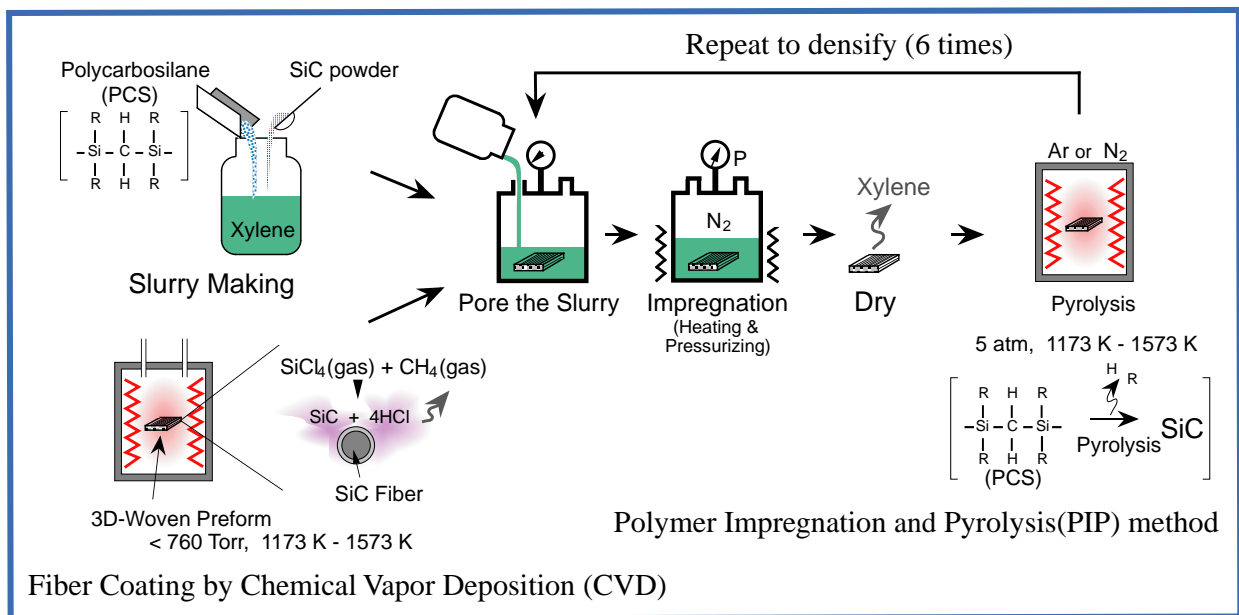 Repeat to densify (6 times)
Polycarbosilane
(PCS)
SiC powder
R H R
Si C Si
R H R
Xylene
Slurry Making
Pore the Slurry
P
N2
Impregnation
(Heating &
Pressurizing)
Xylene
Dry
Ar or N2
Pyrolysis
5 atm, 1173 K - 1573 K
H
R
R H R
Si C Si
R H R
(PCS)
Pyrolysis
SiC
Polymer Impregnation and Pyrolysis(PIP) method
SiCl4(gas) + CH4(gas)
SiC + 4HCl
SiC Fiber
3D-Woven Preform
< 760 Torr, 1173 K - 1573 K
Fiber Coating by Chemical Vapor Deposition (CVD)